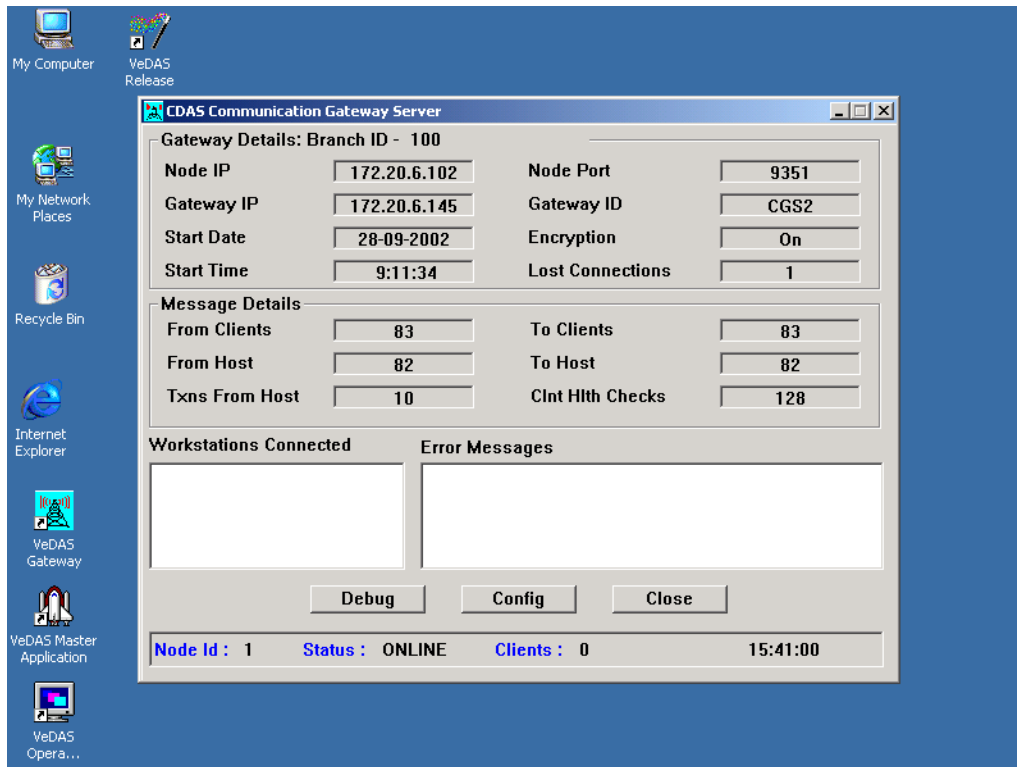 My Computer
VeDAS
Release
My Network
Places
Recycle Bin
Internet
Explorer
VeDAS
Gateway
VeDAS Master
Application
VeDAS
Opera...
CDAS Communication Gateway Server
Gateway Details: Branch ID - 100
Node IP 172.20.6.102 Node Port 9351
Gateway IP 172.20.6.145 Gateway ID CGS2
Start Date 28-09-2002 Encryption On
Start Time 9:11:34 Lost Connections 1
Message Details
From Clients 83 To Clients 83
From Host 82 To Host 82
Txns From Host 10 Clnt Hlth Checks 128
Workstations Connected Error Messages
Debug Config Close
Node Id : 1 Status : ONLINE Clients : 0 15:41:00